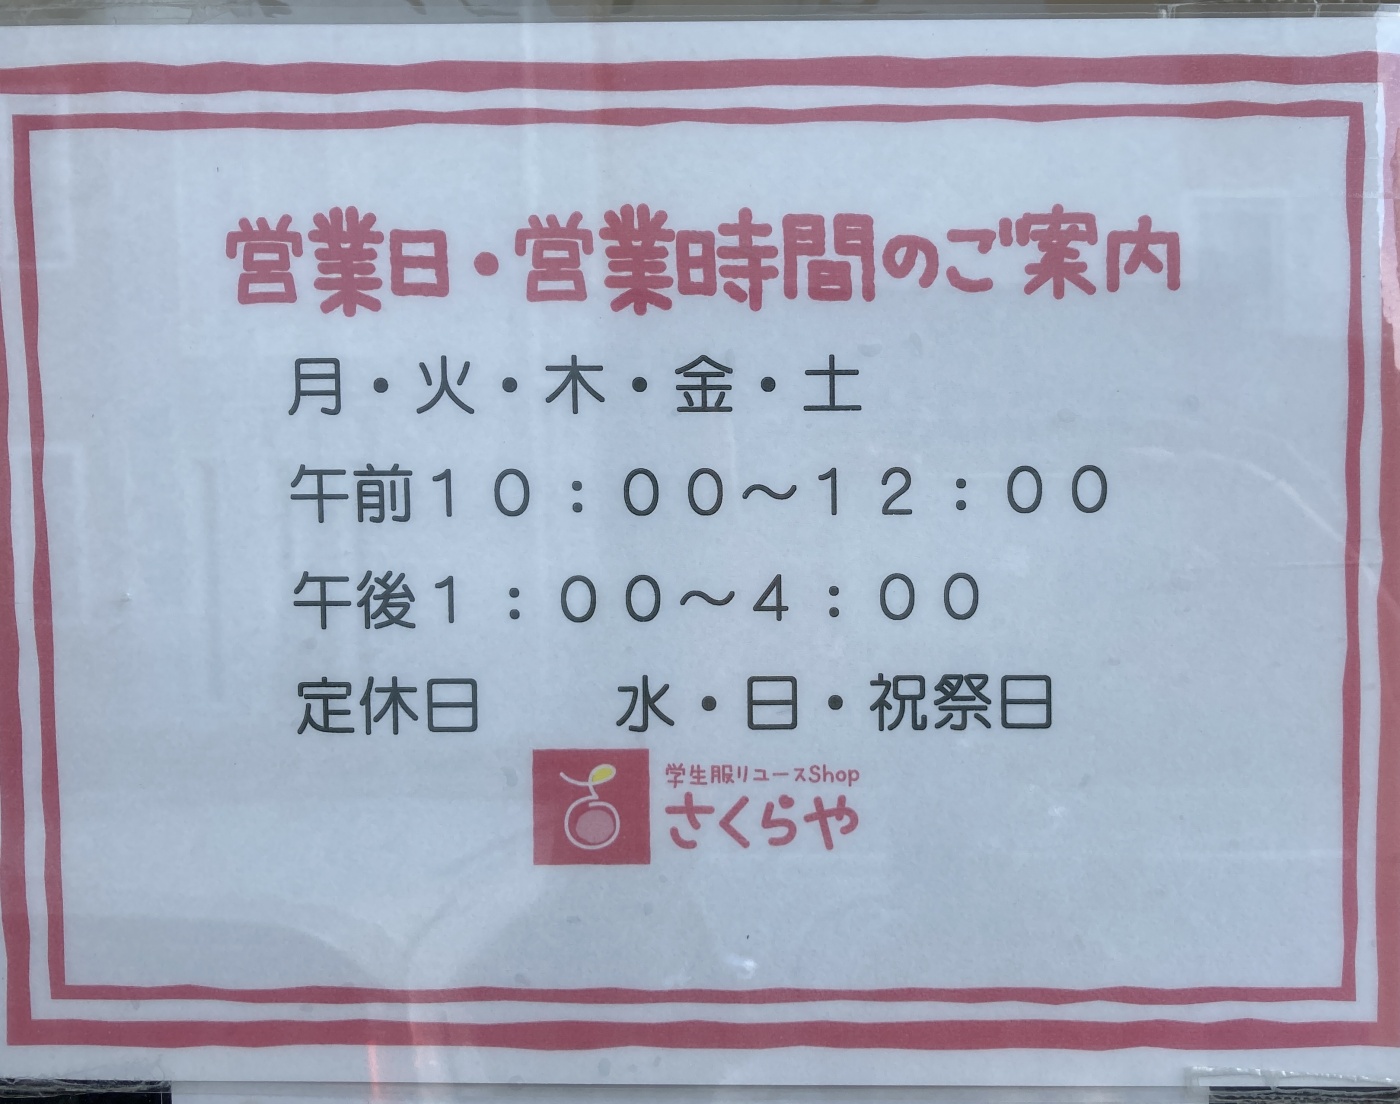 営業日・営業時間のご案内
月・火・木・金・土
午前１０：００～１２：００
午後１：００～４：００
定休日　　水・日・祝祭日
学生服リユースShop
さくらや